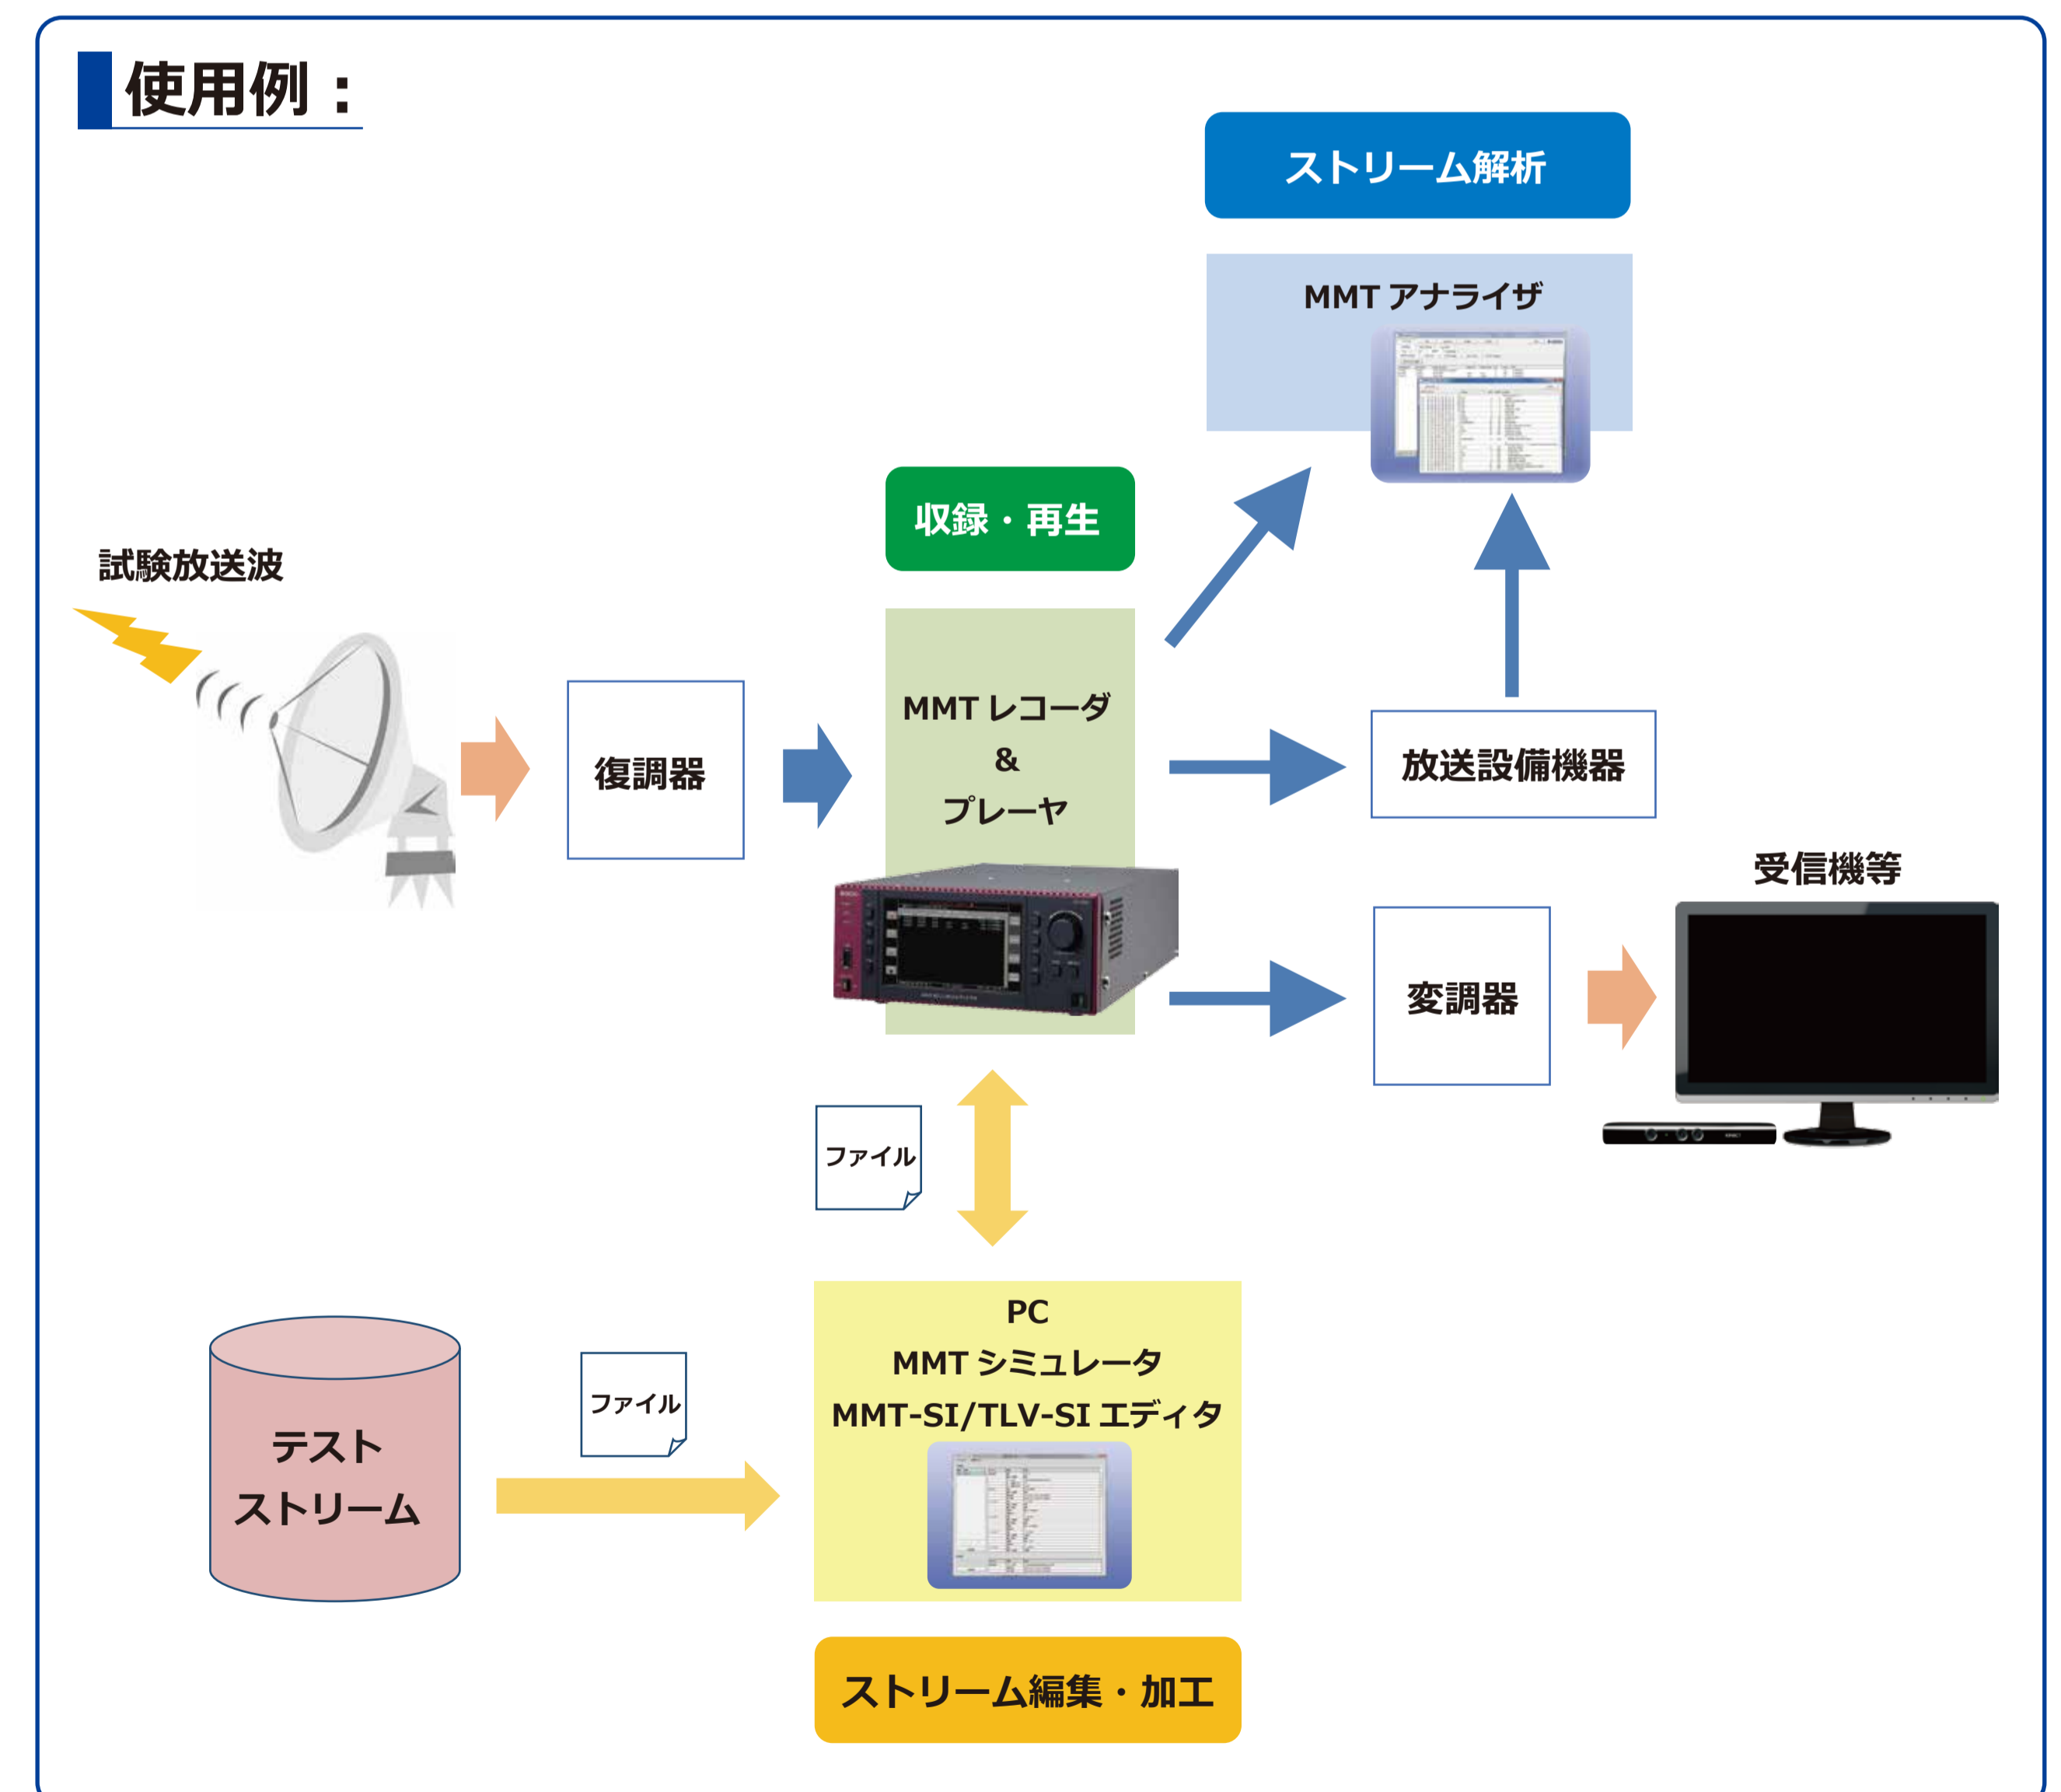 使用例：
ストリーム解析
MMT アナライザ
収録・再生
試験放送波
MMT レコーダ
&
プレーヤ
復調器
放送設備機器
受信機等
変調器
ファイル
PC
MMT シミュレータ
MMT-SI/TLV-SI エディタ
ファイル
テスト
ストリーム
ストリーム編集・加工